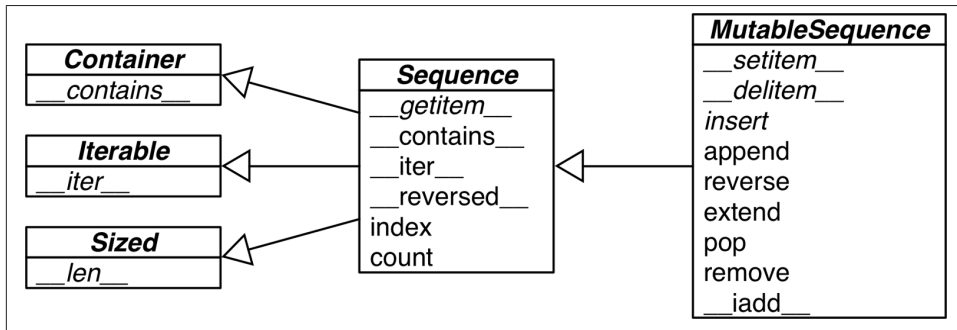 Container
__contains__
Iterable
__iter__
Sized
__len__
Sequence
__getitem__
__contains__
__iter__
__reversed__
index
count
MutableSequence
__setitem__
__delitem__
insert
append
reverse
extend
pop
remove
__iadd__